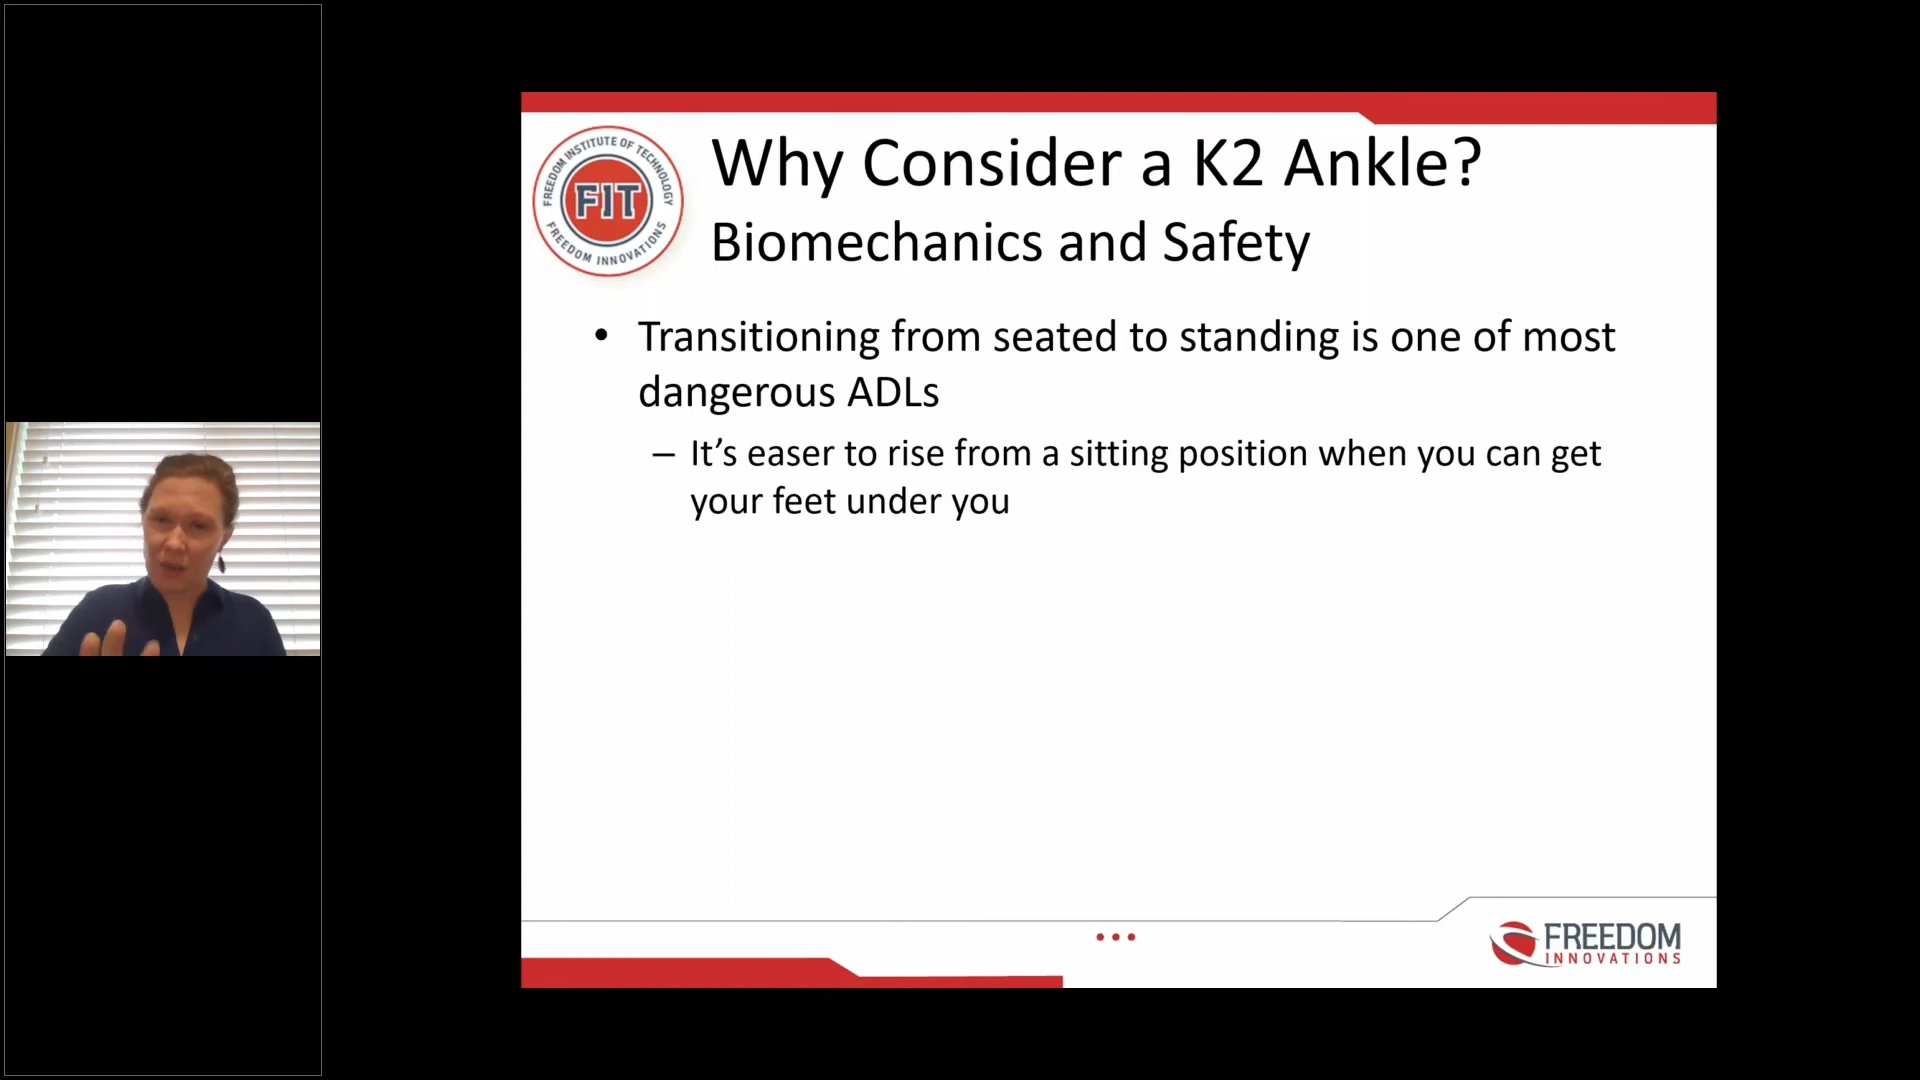 FREEDOM INSTITUTE OF TECHNOLOGY
FIT
FREEDOM INNOVATIONS
Why Consider a K2 Ankle?
Biomechanics and Safety
• Transitioning from seated to standing is one of most
dangerous ADLs
– It’s easer to rise from a sitting position when you can get
your feet under you
FREEDOM
INNOVATIONS